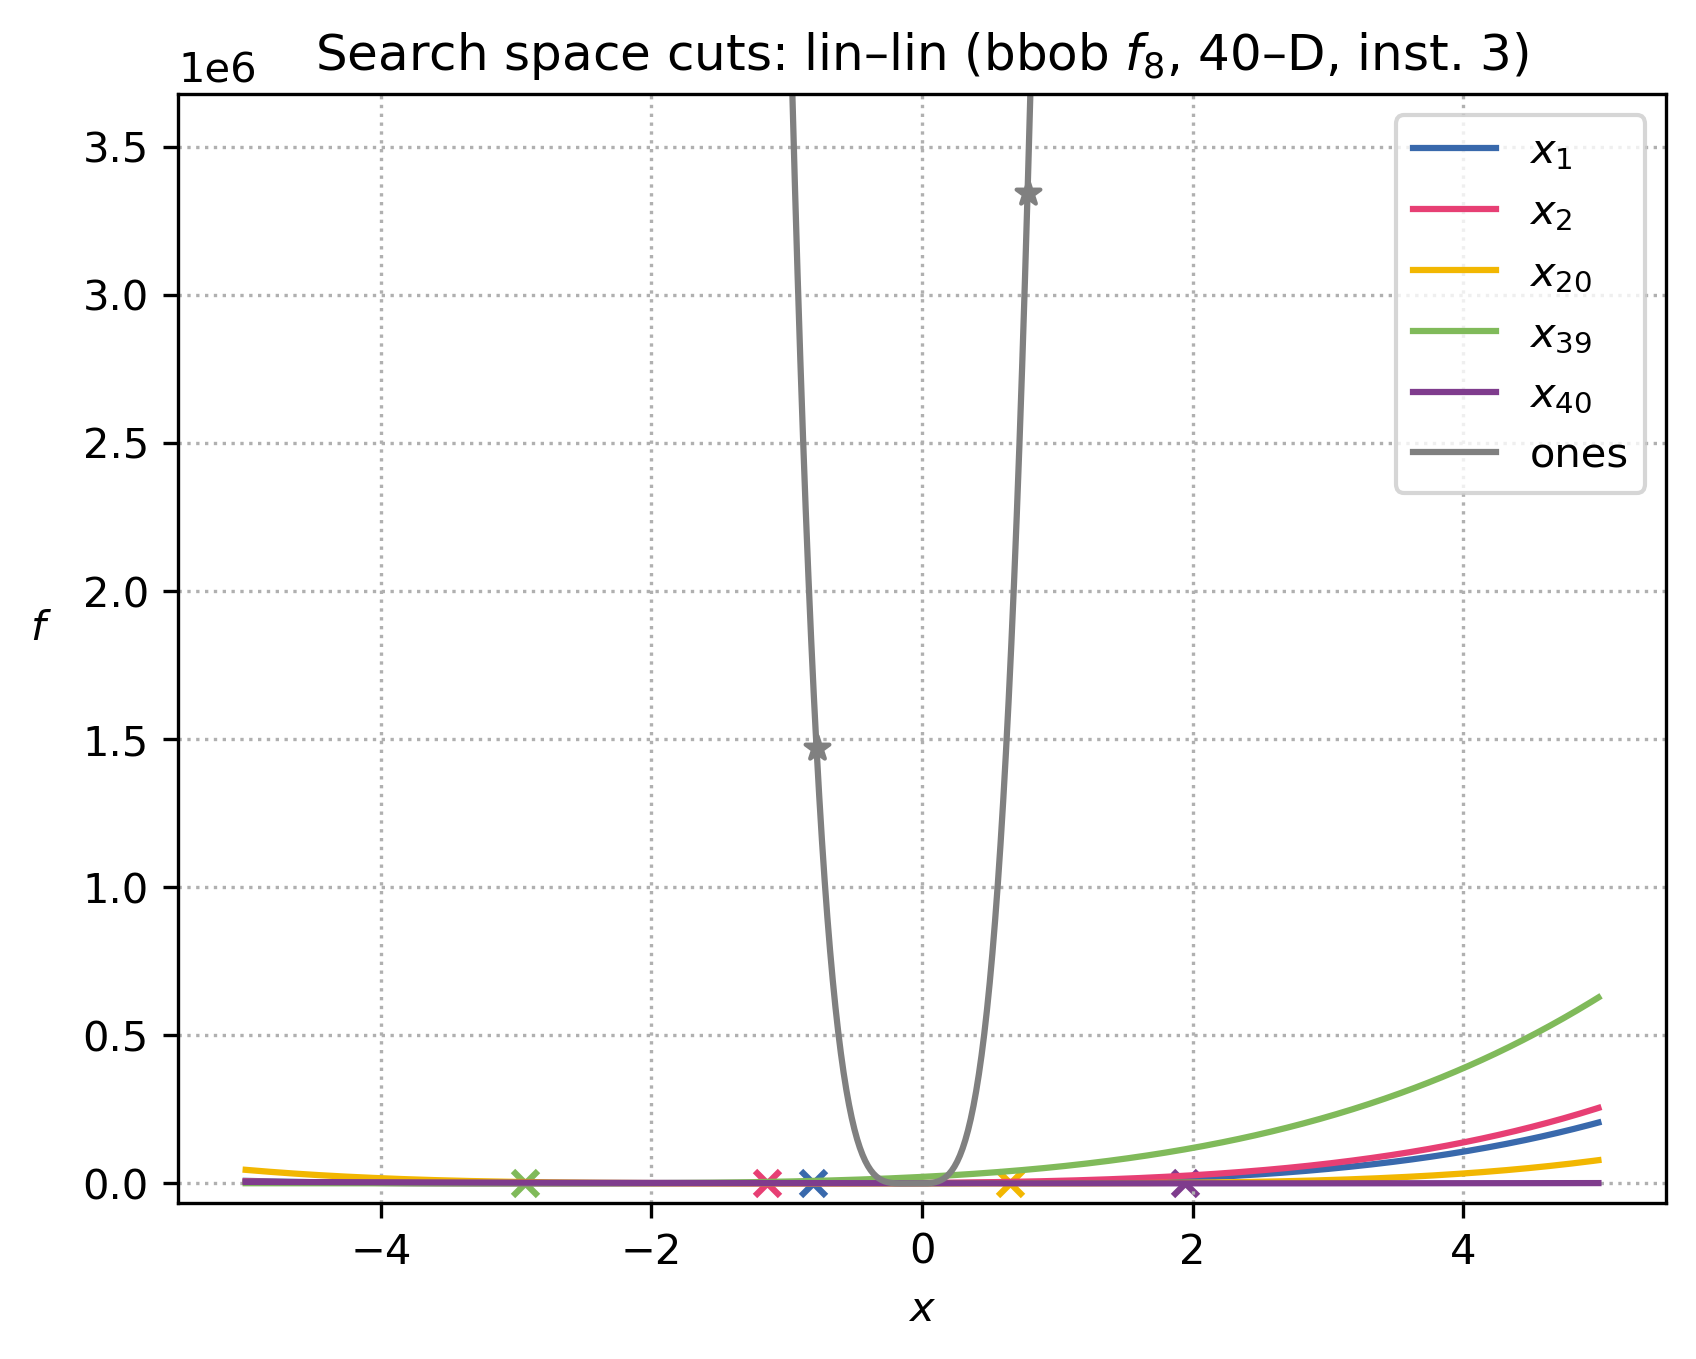 Search space cuts: lin–lin (bbob f₈, 40–D, inst. 3)
1e6
3.5
3.0
2.5
2.0
1.5
1.0
0.5
0.0
f
−4 −2 0 2 4
x
x₁
x₂
x₂₀
x₃₉
x₄₀
ones